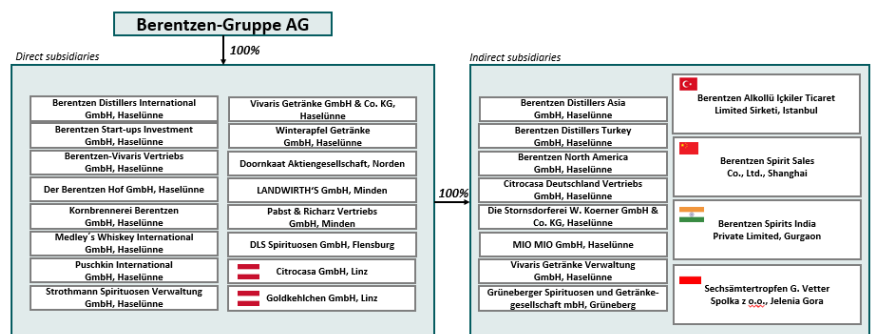 Berentzen-Gruppe AG
100%
Direct subsidiaries
Berentzen Distillers International
GmbH, Haselünne
Berentzen Start-ups Investment
GmbH, Haselünne
Berentzen-Vivaris Vertriebs
GmbH, Haselünne
Der Berentzen Hof GmbH, Haselünne
Kornbrennerei Berentzen
GmbH, Haselünne
Medley´s Whiskey International
GmbH, Haselünne
Puschkin International
GmbH, Haselünne
Strothmann Spirituosen Verwaltung
GmbH, Haselünne
Vivaris Getränke GmbH & Co. KG,
Haselünne
Winterapfel Getränke
GmbH, Haselünne
Doornkaat Aktiengesellschaft, Norden
LANDWIRTH'S GmbH, Minden
Pabst & Richarz Vertriebs
GmbH, Minden
DLS Spirituosen GmbH, Flensburg
Citrocasa GmbH, Linz
Goldkehlchen GmbH, Linz
100%
Indirect subsidiaries
Berentzen Distillers Asia
GmbH, Haselünne
Berentzen Distillers Turkey
GmbH, Haselünne
Berentzen North America
GmbH, Haselünne
Citrocasa Deutschland Vertriebs
GmbH, Haselünne
Die Stornsdorferei W. Koerner GmbH &
Co. KG, Haselünne
MIO MIO GmbH, Haselünne
Vivaris Getränke Verwaltung
GmbH, Haselünne
Grüneberger Spirituosen und Getränke-
gesellschaft mbH, Grüneberg
Berentzen Alkollü Içkiler Ticaret
Limited Sirketi, Istanbul
Berentzen Spirit Sales
Co., Ltd., Shanghai
Berentzen Spirits India
Private Limited, Gurgaon
Sechsämtertropfen G. Vetter
Spolka z o.o., Jelenia Gora